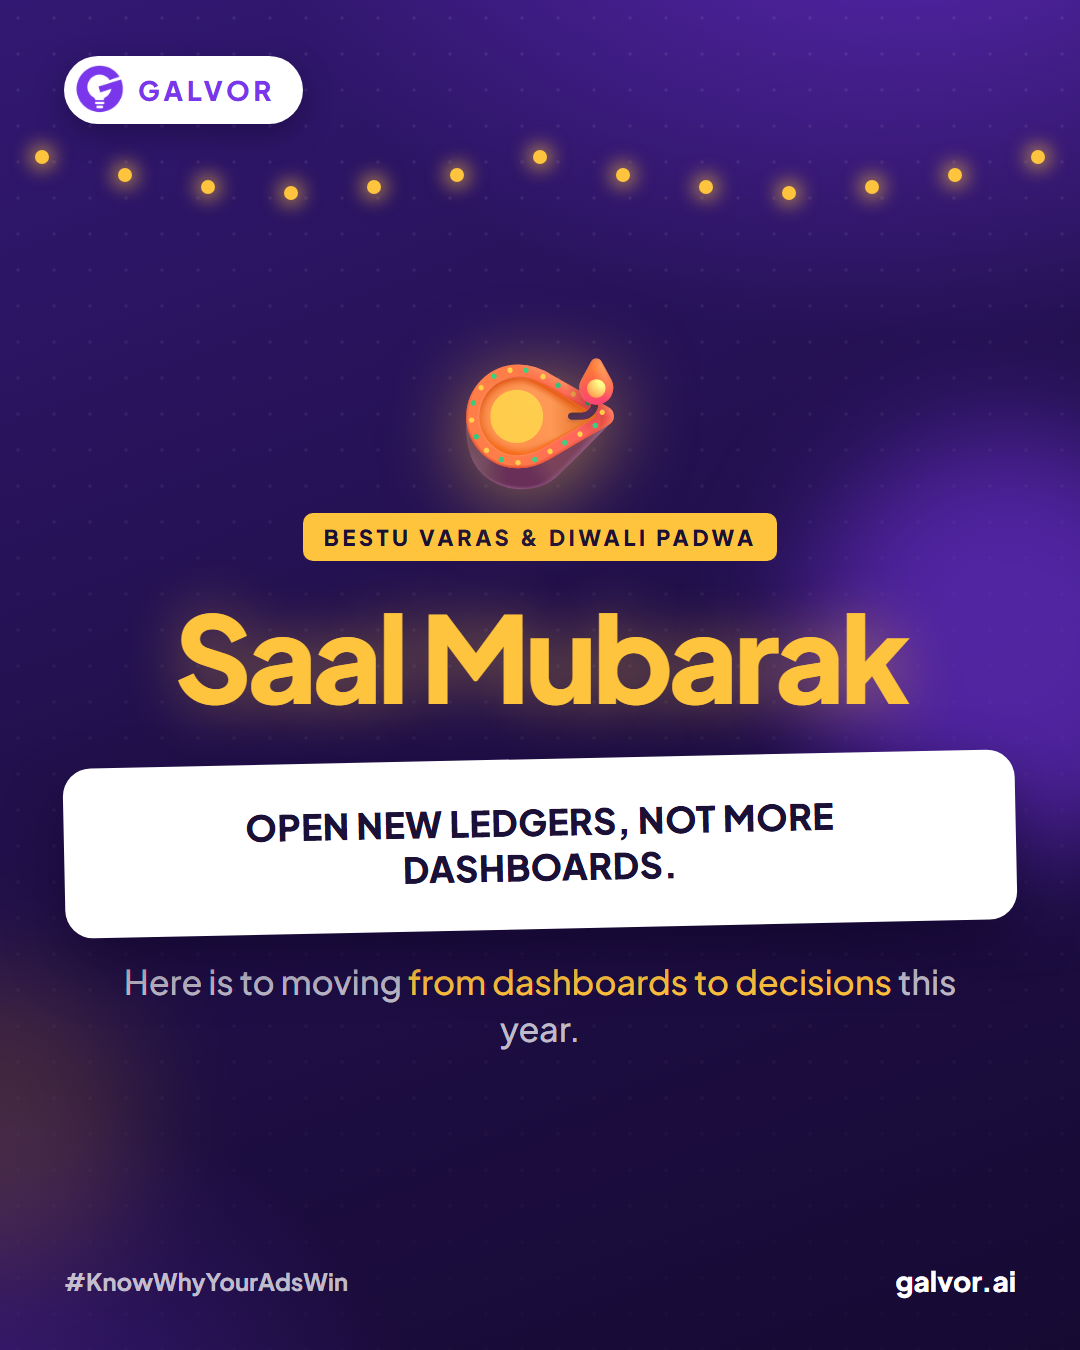 GALVOR
BESTU VARAS & DIWALI PADWA
Saal Mubarak
OPEN NEW LEDGERS, NOT MORE
DASHBOARDS.
Here is to moving from dashboards to decisions this
year.
#KnowWhyYourAdsWin
galvor.ai